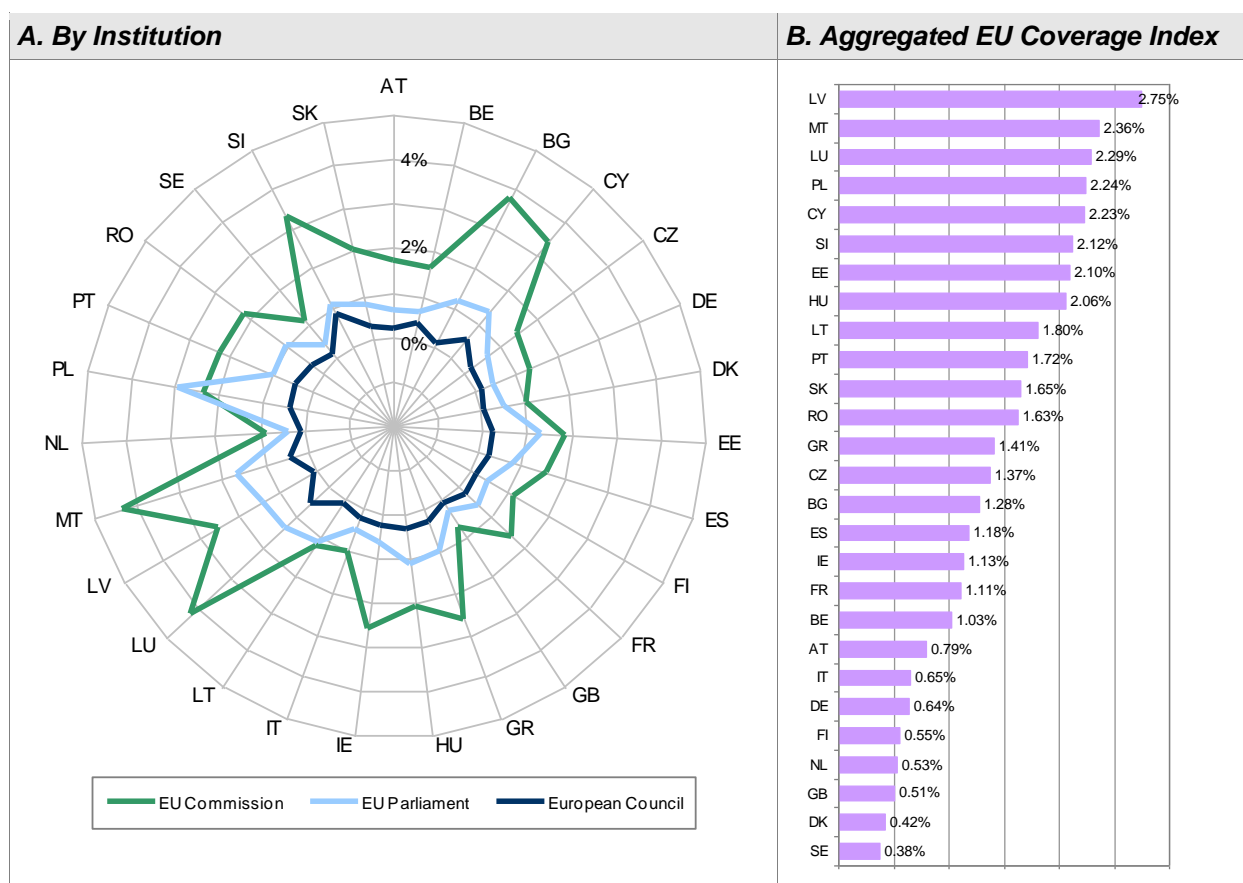 A. By Institution
B. Aggregated EU Coverage Index
AT
BE
BG
CY
CZ
DE
DK
EE
ES
FI
FR
GB
GR
HU
IE
IT
LT
LU
LV
MT
NL
PL
PT
RO
SE
SI
SK
4%
2%
0%
EU Commission EU Parliament European Council
LV 2.75%
MT 2.36%
LU 2.29%
PL 2.24%
CY 2.23%
SI 2.12%
EE 2.10%
HU 2.06%
LT 1.80%
PT 1.72%
SK 1.65%
RO 1.63%
GR 1.41%
CZ 1.37%
BG 1.28%
ES 1.18%
IE 1.13%
FR 1.11%
BE 1.03%
AT 0.79%
IT 0.65%
DE 0.64%
FI 0.55%
NL 0.53%
GB 0.51%
DK 0.42%
SE 0.38%